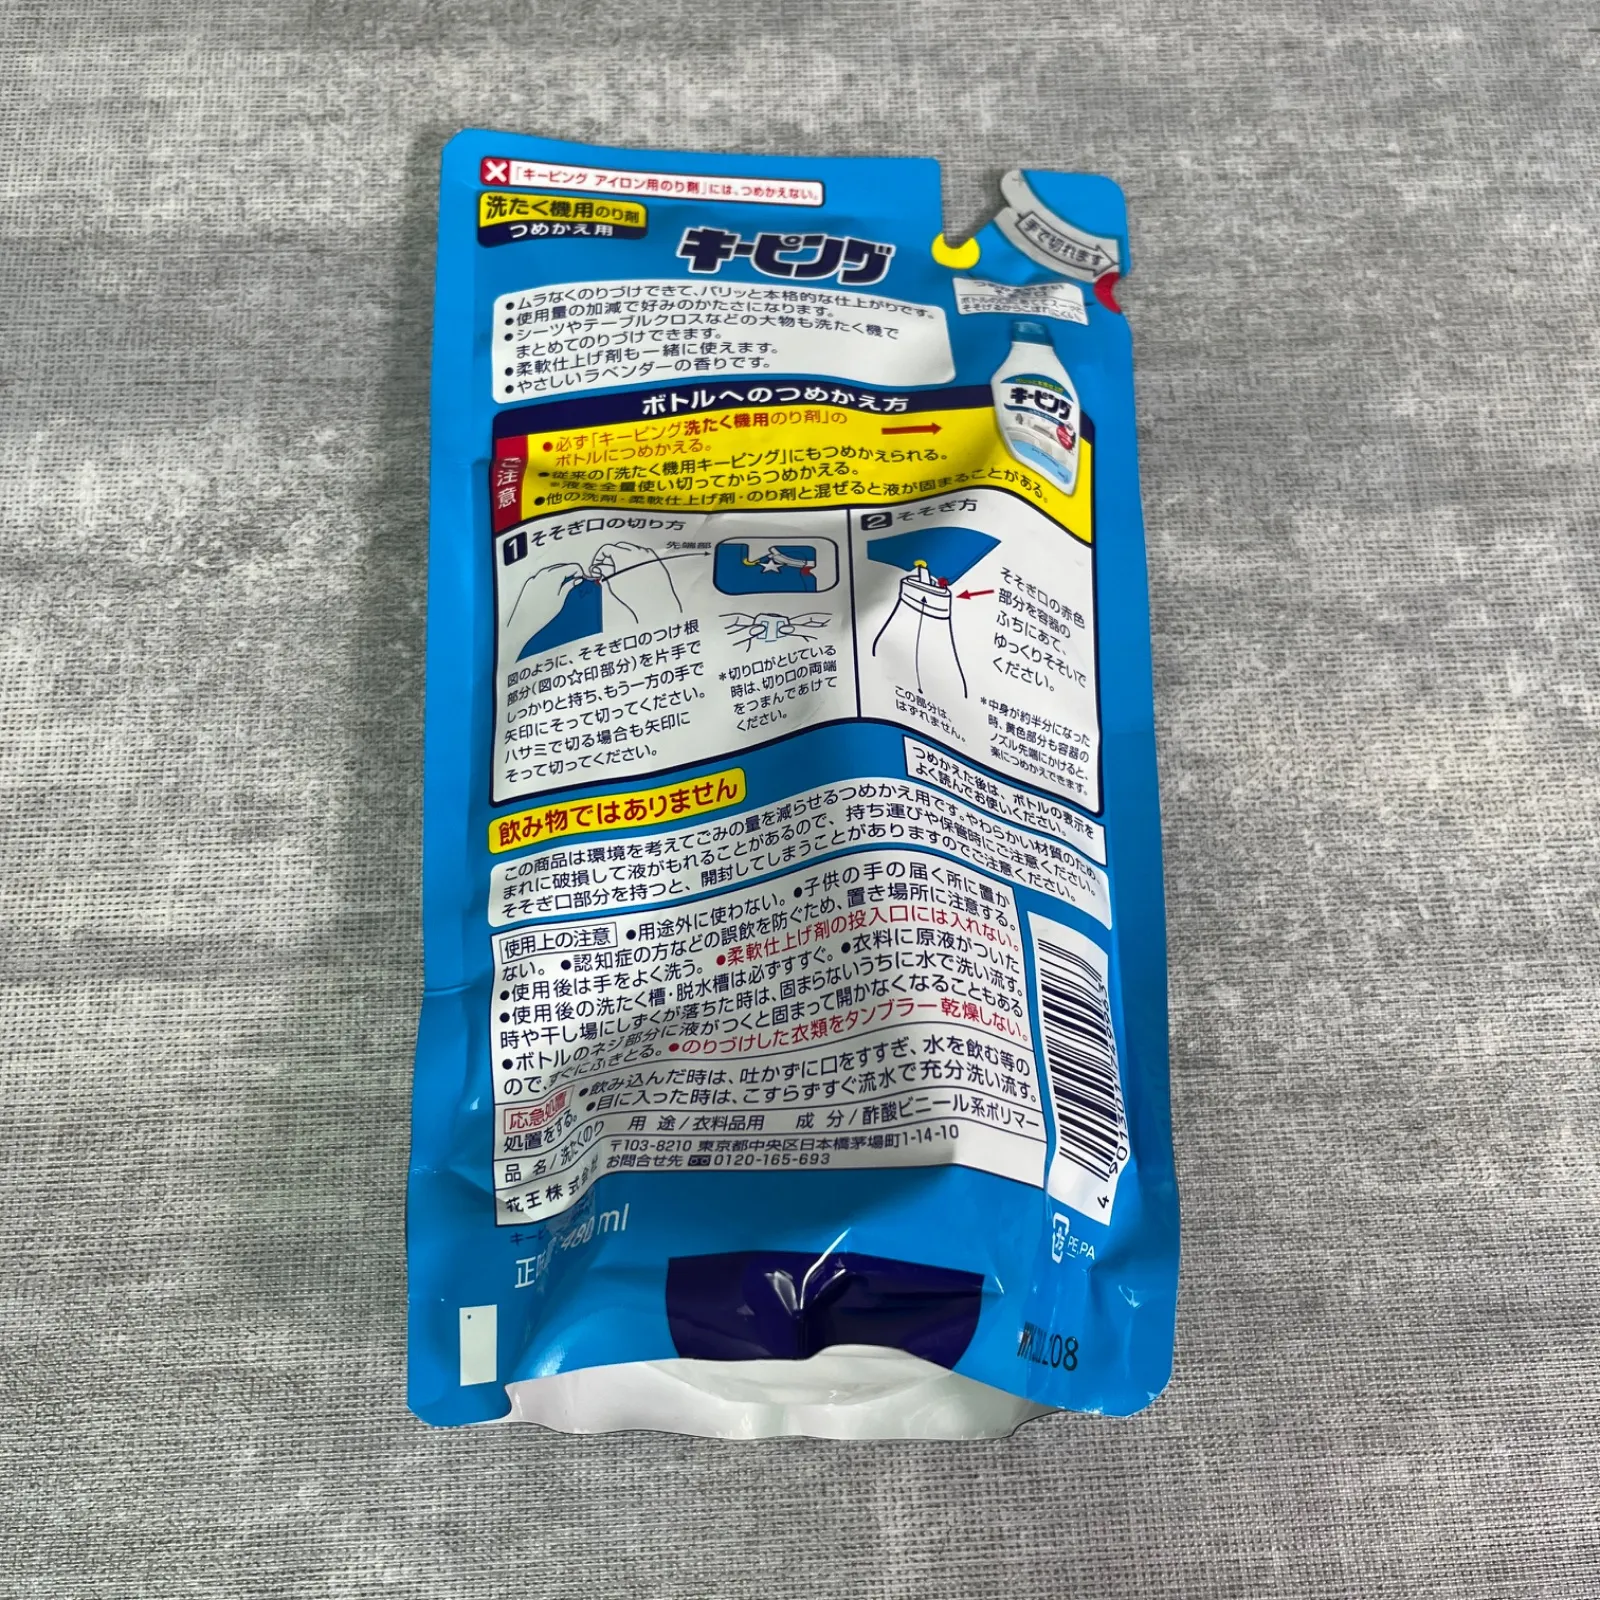 「キーピング アイロン用のり剤」には、つめかえない。
洗たく機用のり剤
つめかえ用
キーピング
手で切れます
●ムラなくのりづけできて、パリッと本格的な仕上がりです。
●使用量の加減で好みのかたさになります。
●シーツやテーブルクロスなどの大物も洗たく機で
まとめてのりづけできます。
●柔軟仕上げ剤も一緒に使えます。
●やさしいラベンダーの香りです。
キーピング
ボトルへのつめかえ方
ご注意
●必ず「キーピング洗たく機用のり剤」の
ボトルにつめかえる。
●従来の「洗たく機用キーピング」にもつめかえられる。
*液を全量使い切ってからつめかえる。
●他の洗剤・柔軟仕上げ剤・のり剤と混ぜると液が固まることがある。
1 そそぎ口の切り方
先端部
図のように、そそぎ口のつけ根
部分(図の☆印部分)を片手で
しっかりと持ち、もう一方の手で
矢印にそって切ってください。
ハサミで切る場合も矢印に
そって切ってください。
*切り口がとじている
時は、切り口の両端
をつまんであけて
ください。
2 そそぎ方
そそぎ口の赤色
部分を容器の
ふちにあて、
ゆっくりそそいで
ください。
この部分は、
はずれません。
*中身が約半分になった
時、黄色部分も容器の
ノズル先端にかけると、
楽につめかえできます。
つめかえた後は、ボトルの表示を
よく読んでお使いください。
飲み物ではありません
この商品は環境を考えてごみの量を減らせるつめかえ用です。やわらかい材質のため、
まれに破損して液がもれることがあるので、持ち運びや保管時にご注意ください。
そそぎ口部分を持つと、開封してしまうことがありますのでご注意ください。
使用上の注意 ●用途外に使わない。●子供の手の届く所に置か
ない。●認知症の方などの誤飲を防ぐため、置き場所に注意する。
●使用後は手をよく洗う。●柔軟仕上げ剤の投入口には入れない。
●使用後の洗たく槽・脱水槽は必ずすすぐ。●衣料に原液がついた
時や干し場にしずくが落ちた時は、固まらないうちに水で洗い流す。
●ボトルのネジ部分に液がつくと固まって開かなくなることもある
ので、すぐにふきとる。●のりづけした衣類をタンブラー乾燥しない。
応急処置 ●飲み込んだ時は、吐かずに口をすすぎ、水を飲む等の
処置をする。●目に入った時は、こすらずすぐ流水で充分洗い流す。
品 名/洗たくのり 用 途/衣料品用 成 分/酢酸ビニール系ポリマー
花王株式会社 〒103-8210 東京都中央区日本橋茅場町1-14-10
お問合せ先 0120-165-693
480ml
PE,PA